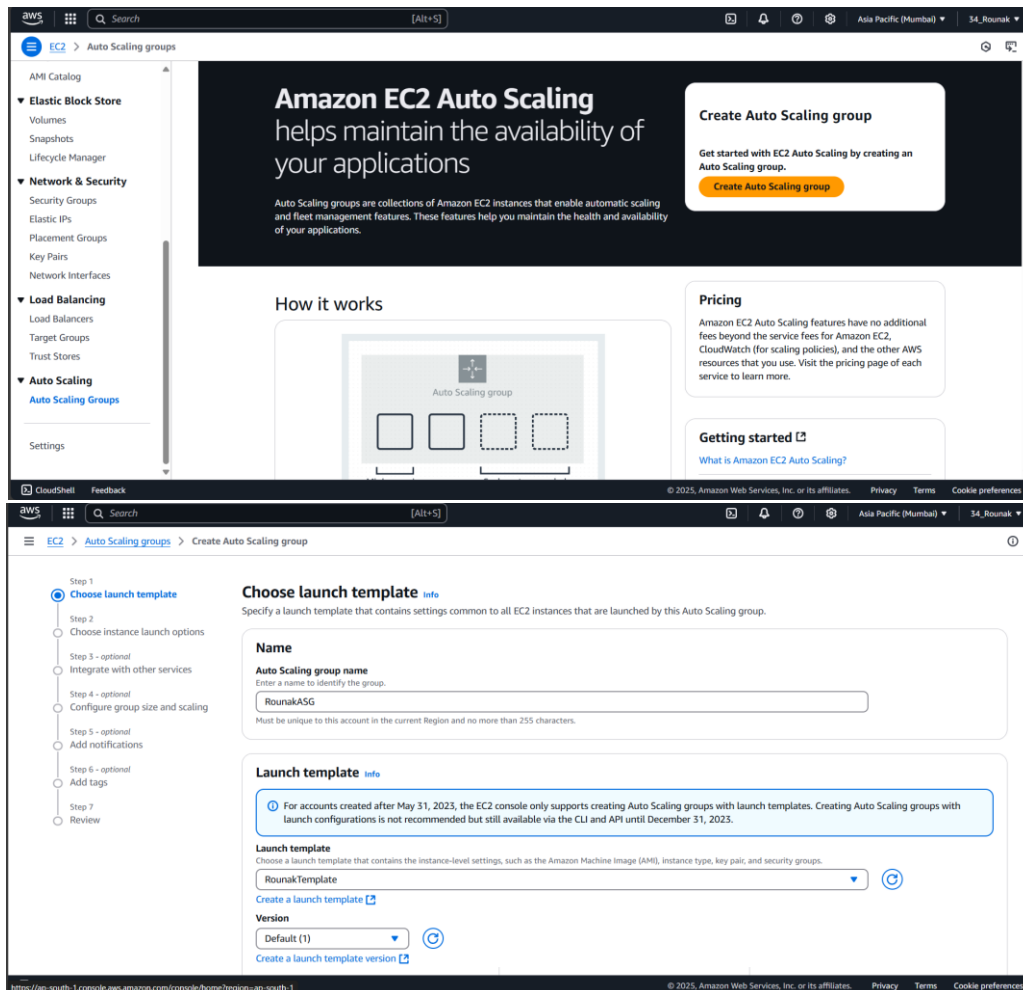 aws
Search
[Alt+S]
Asia Pacific (Mumbai)
34_Rounak
EC2 > Auto Scaling groups
AMI Catalog
Elastic Block Store
Volumes
Snapshots
Lifecycle Manager
Network & Security
Security Groups
Elastic IPs
Placement Groups
Key Pairs
Network Interfaces
Load Balancing
Load Balancers
Target Groups
Trust Stores
Auto Scaling
Auto Scaling Groups
Settings
Amazon EC2 Auto Scaling
helps maintain the availability of
your applications
Auto Scaling groups are collections of Amazon EC2 instances that enable automatic scaling
and fleet management features. These features help you maintain the health and availability
of your applications.
Create Auto Scaling group
Get started with EC2 Auto Scaling by creating an
Auto Scaling group.
Create Auto Scaling group
How it works
Auto Scaling group
Pricing
Amazon EC2 Auto Scaling features have no additional
fees beyond the service fees for Amazon EC2,
CloudWatch (for scaling policies), and the other AWS
resources that you use. Visit the pricing page of each
service to learn more.
Getting started
What is Amazon EC2 Auto Scaling?
CloudShell Feedback
© 2025, Amazon Web Services, Inc. or its affiliates. Privacy Terms Cookie preferences
aws
Search
[Alt+S]
Asia Pacific (Mumbai)
34_Rounak
EC2 > Auto Scaling groups > Create Auto Scaling group
Step 1
Choose launch template
Step 2
Choose instance launch options
Step 3 - optional
Integrate with other services
Step 4 - optional
Configure group size and scaling
Step 5 - optional
Add notifications
Step 6 - optional
Add tags
Step 7
Review
Choose launch template Info
Specify a launch template that contains settings common to all EC2 instances that are launched by this Auto Scaling group.
Name
Auto Scaling group name
Enter a name to identify the group.
RounakASG
Must be unique to this account in the current Region and no more than 255 characters.
Launch template Info
For accounts created after May 31, 2023, the EC2 console only supports creating Auto Scaling groups with launch templates. Creating Auto Scaling groups with
launch configurations is not recommended but still available via the CLI and API until December 31, 2023.
Launch template
Choose a launch template that contains the instance-level settings, such as the Amazon Machine Image (AMI), instance type, key pair, and security groups.
RounakTemplate
Create a launch template
Version
Default (1)
Create a launch template version
https://ap-south-1.console.aws.amazon.com/console/home?region=ap-south-1
© 2025, Amazon Web Services, Inc. or its affiliates. Privacy Terms Cookie preferences